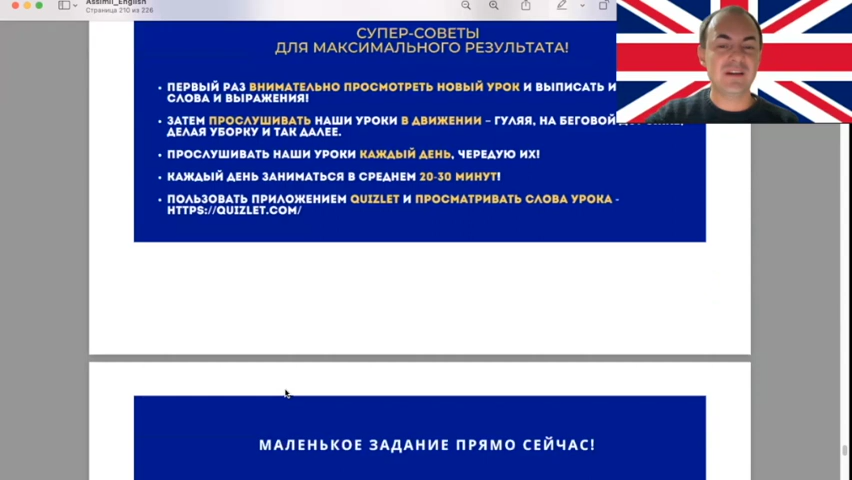 Assimil_English
Страница 210 из 226
СУПЕР-СОВЕТЫ
ДЛЯ МАКСИМАЛЬНОГО РЕЗУЛЬТАТА!
• ПЕРВЫЙ РАЗ ВНИМАТЕЛЬНО ПРОСМОТРЕТЬ НОВЫЙ УРОК И ВЫПИСАТЬ
СЛОВА И ВЫРАЖЕНИЯ!
• ЗАТЕМ ПРОСЛУШИВАТЬ НАШИ УРОКИ В ДВИЖЕНИИ – ГУЛЯЯ, НА БЕГОВОЙ
ДЕЛАЯ УБОРКУ И ТАК ДАЛЕЕ.
• ПРОСЛУШИВАТЬ НАШИ УРОКИ КАЖДЫЙ ДЕНЬ, ЧЕРЕДУЮ ИХ!
• КАЖДЫЙ ДЕНЬ ЗАНИМАТЬСЯ В СРЕДНЕМ 20-30 МИНУТ!
• ПОЛЬЗОВАТЬ ПРИЛОЖЕНИЕМ QUIZLET И ПРОСМАТРИВАТЬ СЛОВА УРОКА -
HTTPS://QUIZLET.COM/
МАЛЕНЬКОЕ ЗАДАНИЕ ПРЯМО СЕЙЧАС!